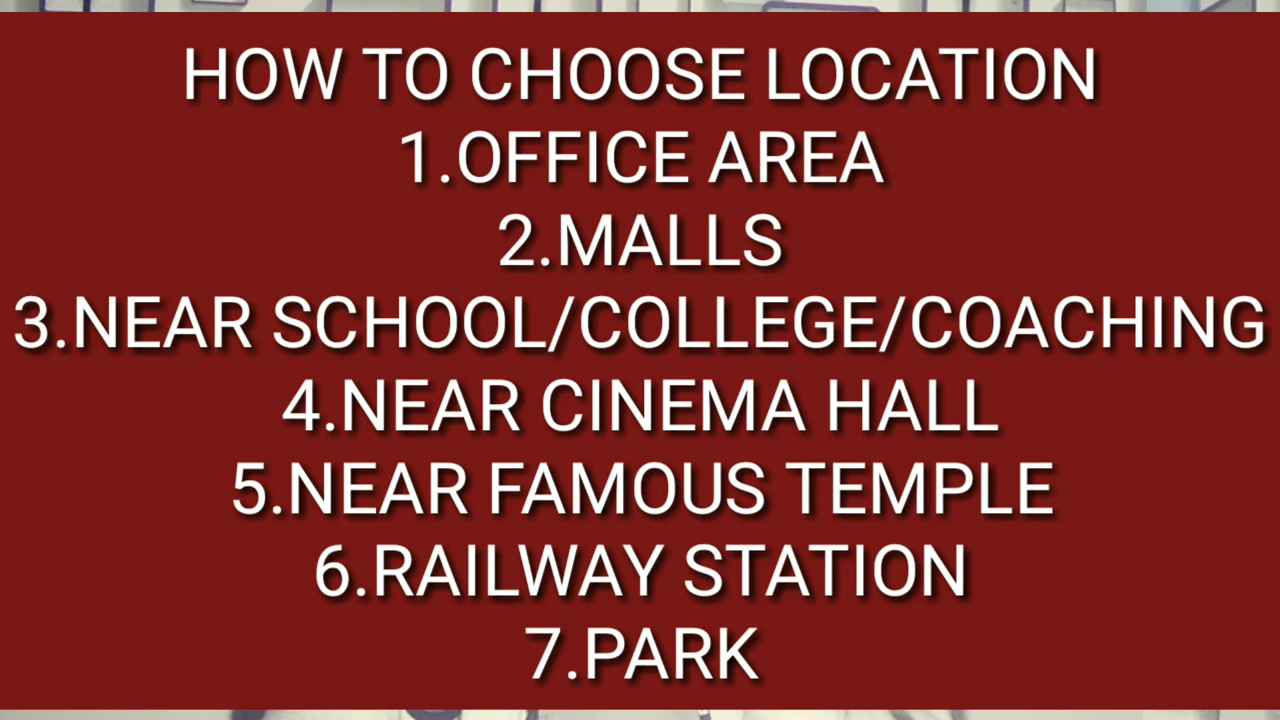 HOW TO CHOOSE LOCATION
1.OFFICE AREA
2.MALLS
3.NEAR SCHOOL/COLLEGE/COACHING
4.NEAR CINEMA HALL
5.NEAR FAMOUS TEMPLE
6.RAILWAY STATION
7.PARK